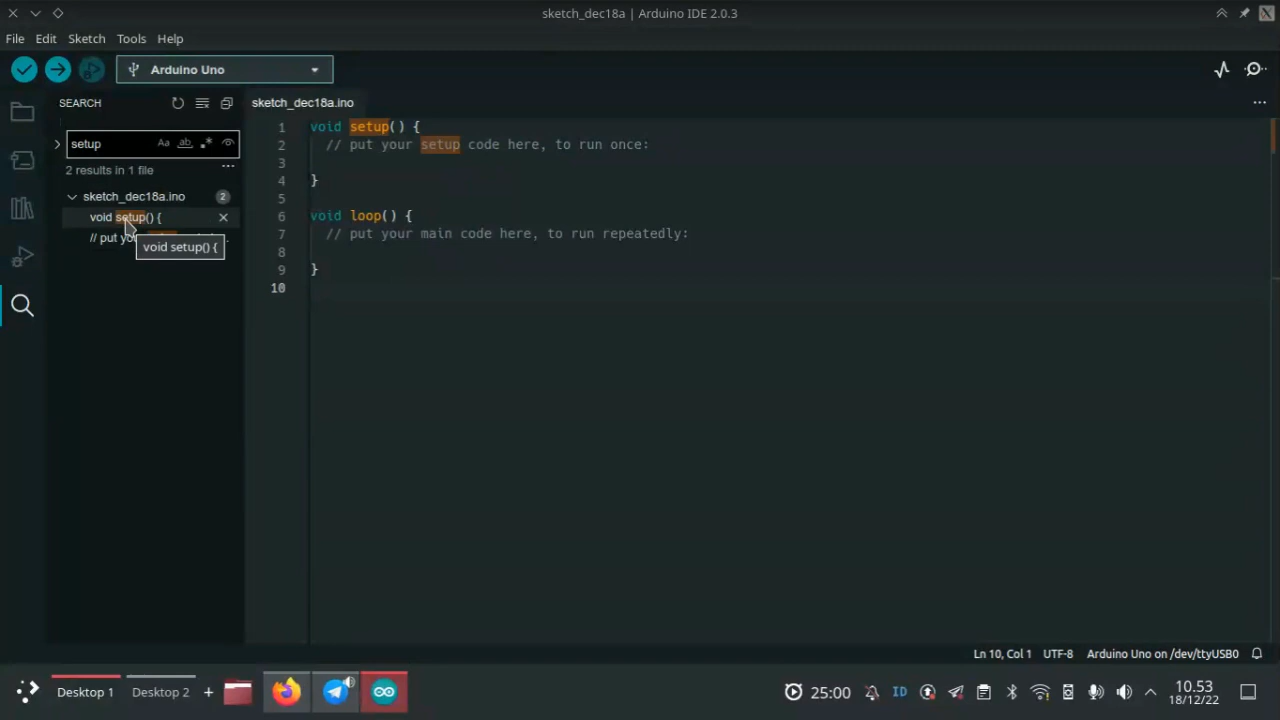 sketch_dec18a | Arduino IDE 2.0.3
File Edit Sketch Tools Help
Arduino Uno
SEARCH
sketch_dec18a.ino
setup
Aa ab
2 results in 1 file
sketch_dec18a.ino 2
void setup() {
// put yo
void setup() {
1 void setup() {
2 // put your setup code here, to run once:
3
4 }
5
6 void loop() {
7 // put your main code here, to run repeatedly:
8
9 }
10
Ln 10, Col 1 UTF-8 Arduino Uno on /dev/ttyUSB0
Desktop 1 Desktop 2 + 25:00 ID 10.53
18/12/22